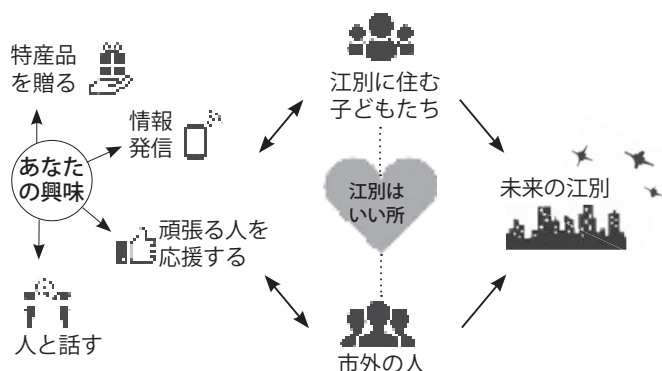 特産品
を贈る
情報
発信
あなた
の興味
頑張る人を
応援する
人と話す
江別に住む
子どもたち
江別は
いい所
市外の人
未来の江別